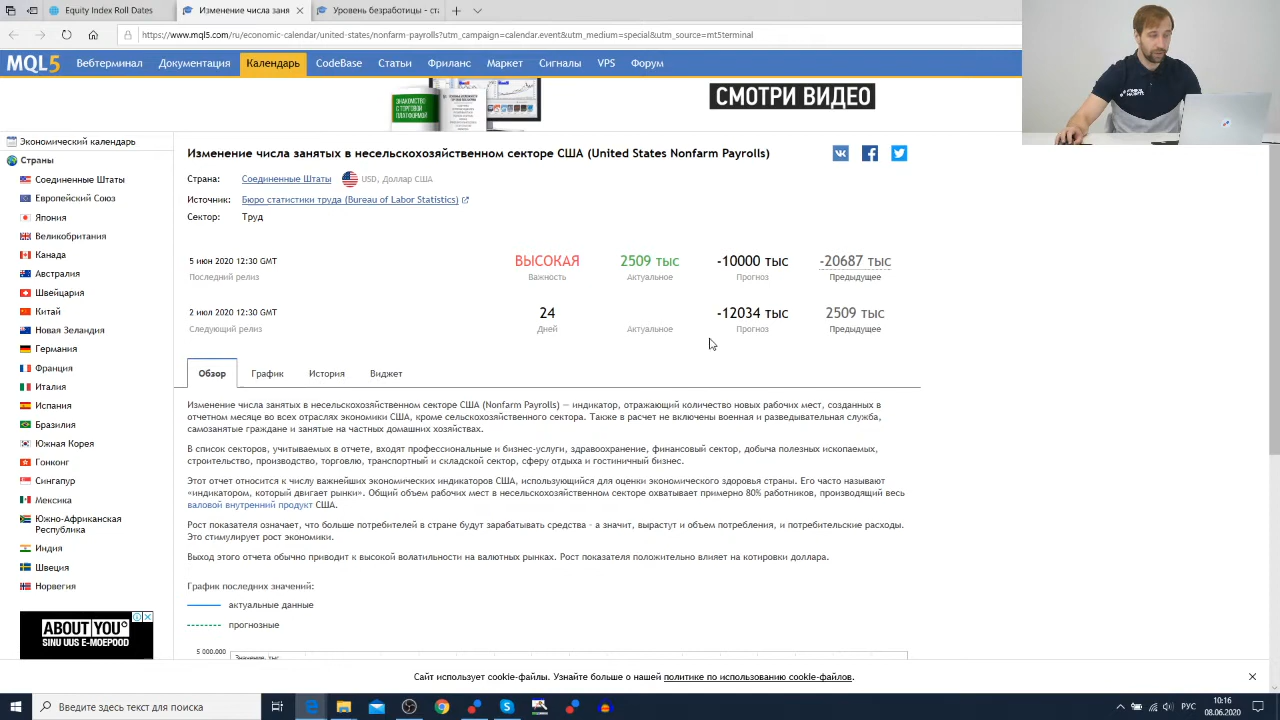 Equity Index Roll Dates
Изменение числа занят
Уровень безработицы - ст
https://www.mql5.com/ru/economic-calendar/united-states/nonfarm-payrolls?utm_campaign=calendar.event&utm_medium=special&utm_source=mt5terminal
MQL5 Вебтерминал Документация Календарь CodeBase Статьи Фриланс Маркет Сигналы VPS Форум
ЗНАКОМСТВО
С ТОРГОВОЙ
ПЛАТФОРМОЙ
СМОТРИ ВИДЕО
Экономический календарь
Страны
Соединенные Штаты
Европейский Союз
Япония
Великобритания
Канада
Австралия
Швейцария
Китай
Новая Зеландия
Германия
Франция
Италия
Испания
Бразилия
Южная Корея
Гонконг
Сингапур
Мексика
Южно-Африканская
Республика
Индия
Швеция
Норвегия
ABOUT YOU
SINU UUS E-MOEPOOD
Изменение числа занятых в несельскохозяйственном секторе США (United States Nonfarm Payrolls)
Страна: Соединенные Штаты USD, Доллар США
Источник: Бюро статистики труда (Bureau of Labor Statistics)
Сектор: Труд
5 июн 2020 12:30 GMT ВЫСОКАЯ 2509 тыс -10000 тыс -20687 тыс
Последний релиз Важность Актуальное Прогноз Предыдущее
2 июл 2020 12:30 GMT 24 -12034 тыс 2509 тыс
Следующий релиз Дней Актуальное Прогноз Предыдущее
Обзор График История Виджет
Изменение числа занятых в несельскохозяйственном секторе США (Nonfarm Payrolls) — индикатор, отражающий количество новых рабочих мест, созданных в
отчетном месяце во всех отраслях экономики США, кроме сельскохозяйственного сектора. Также в расчет не включены военная и разведывательная служба,
самозанятые граждане и занятые на частных домашних хозяйствах.
В список секторов, учитываемых в отчете, входят профессиональные и бизнес-услуги, здравоохранение, финансовый сектор, добыча полезных ископаемых,
строительство, производство, торговлю, транспортный и складской сектор, сферу отдыха и гостиничный бизнес.
Этот отчет относится к числу важнейших экономических индикаторов США, использующийся для оценки экономического здоровья страны. Его часто называют
«индикатором, который двигает рынки». Общий объем рабочих мест в несельскохозяйственном секторе охватывает примерно 80% работников, производящий весь
валовой внутренний продукт США.
Рост показателя означает, что больше потребителей в стране будут зарабатывать средства - а значит, вырастут и объем потребления, и потребительские расходы.
Это стимулирует рост экономики.
Выход этого отчета обычно приводит к высокой волатильности на валютных рынках. Рост показателя положительно влияет на котировки доллара.
График последних значений:
актуальные данные
прогнозные
5 000.000
Значение, тыс
Сайт использует cookie-файлы. Узнайте больше о нашей политике по использованию cookie-файлов.
Введите здесь текст для поиска
РУС
10:16
08.06.2020